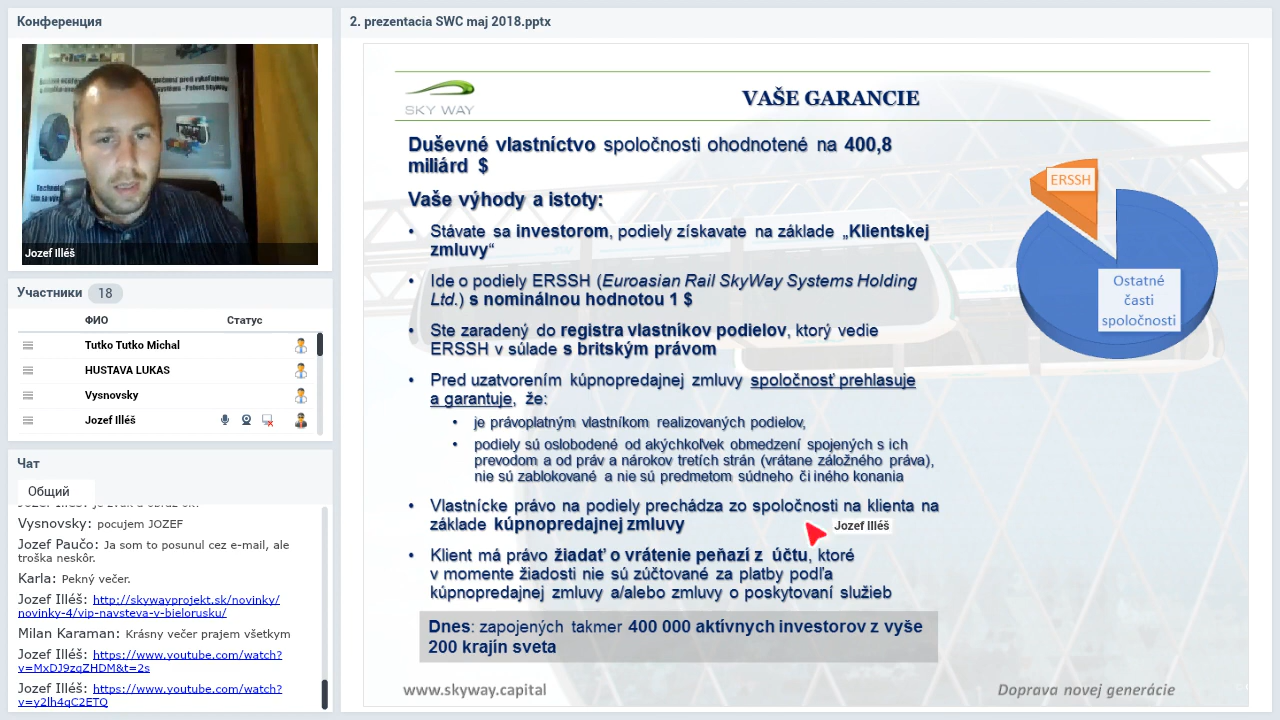 Конференция
Jozef Illéš
Участники 18
ФИО Статус
Tutko Tutko Michal
HUSTAVA LUKAS
Vysnovsky
Jozef Illéš
Чат
Общий
Vysnovsky: pocujem JOZEF
Jozef Paučo: Ja som to posunul cez e-mail, ale
troška neskôr.
Karla: Pekný večer.
Jozef Illéš: http://skywayprojekt.sk/novinky/
novinky-4/vip-navsteva-v-bielorusku/
Milan Karaman: Krásny večer prajem všetkym
Jozef Illéš: https://www.youtube.com/watch?
v=MxDJ9zqZHDM&t=2s
Jozef Illéš: https://www.youtube.com/watch?
v=y2lh4qC2ETQ
2. prezentacia SWC maj 2018.pptx
SKY WAY
VAŠE GARANCIE
Duševné vlastníctvo spoločnosti ohodnotené na 400,8
miliárd $
Vaše výhody a istoty:
• Stávate sa investorom, podiely získavate na základe „Klientskej
zmluvy“
• Ide o podiely ERSSH (Euroasian Rail SkyWay Systems Holding
Ltd.) s nominálnou hodnotou 1 $
• Ste zaradený do registra vlastníkov podielov, ktorý vedie
ERSSH v súlade s britským právom
• Pred uzatvorením kúpnopredajnej zmluvy spoločnosť prehlasuje
a garantuje, že:
• je právoplatným vlastníkom realizovaných podielov,
• podiely sú oslobodené od akýchkoľvek obmedzení spojených s ich
prevodom a od práv a nárokov tretích strán (vrátane záložného práva),
nie sú zablokované a nie sú predmetom súdneho či iného konania
• Vlastnícke právo na podiely prechádza zo spoločnosti na klienta na
základe kúpnopredajnej zmluvy
Jozef Illéš
• Klient má právo žiadať o vrátenie peňazí z účtu, ktoré
v momente žiadosti nie sú zúčtované za platby podľa
kúpnopredajnej zmluvy a/alebo zmluvy o poskytovaní služieb
Dnes: zapojených takmer 400 000 aktívnych investorov z vyše
200 krajín sveta
ERSSH
Ostatné
časti
spoločnosti
www.skyway.capital
Doprava novej generácie